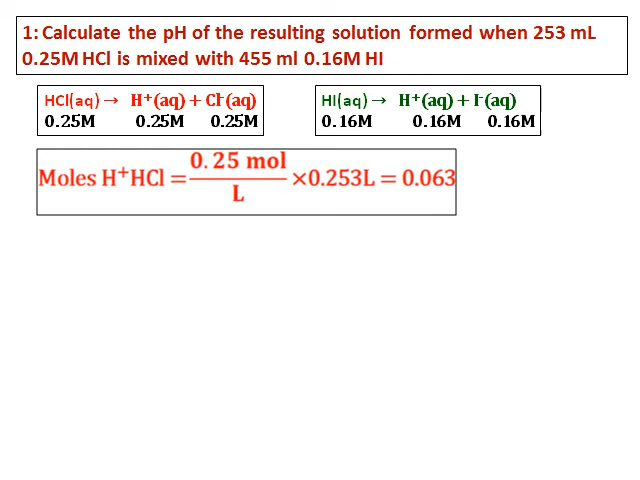 1: Calculate the pH of the resulting solution formed when 253 mL
0.25M HCl is mixed with 455 ml 0.16M HI
HCl(aq) → H⁺(aq) + Cl⁻(aq)
0.25M 0.25M 0.25M
HI(aq) → H⁺(aq) + I⁻(aq)
0.16M 0.16M 0.16M
Moles H⁺HCl = 0.25 mol / L ×0.253L = 0.063